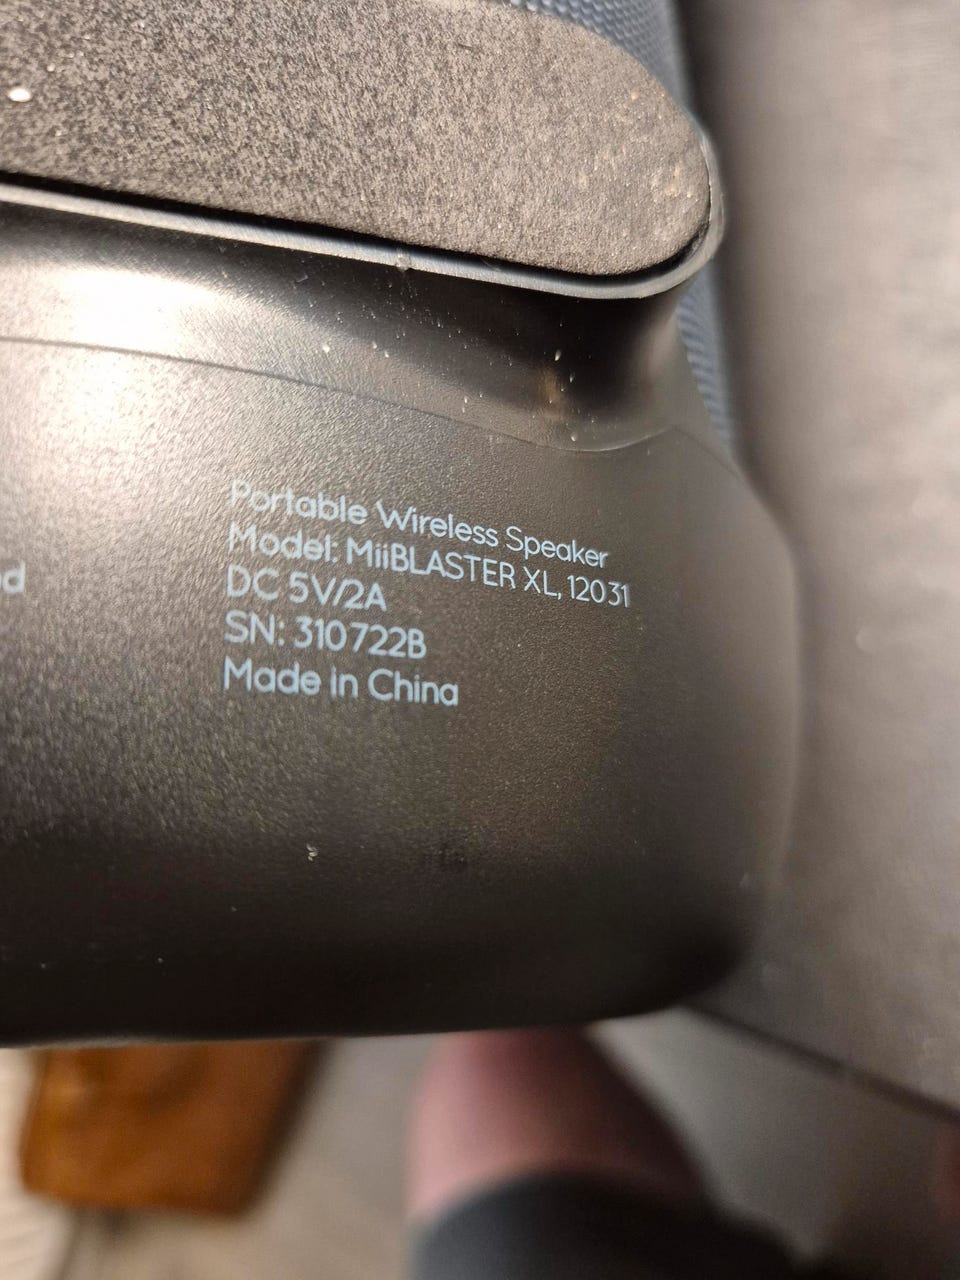 Portable Wireless Speaker
Model: MiiBLASTER XL, 12031
DC 5V/2A
SN: 310722B
Made in China